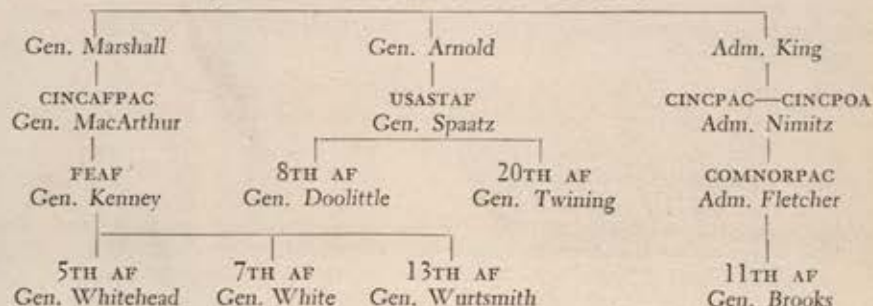 Gen. Marshall Gen. Arnold Adm. King
CINCAFPAC USASTAF CINCPAC—CINCPOA
Gen. MacArthur Gen. Spaatz Adm. Nimitz
FEAF 8TH AF 20TH AF COMNORPAC
Gen. Kenney Gen. Doolittle Gen. Twining Adm. Fletcher
5TH AF 7TH AF 13TH AF 11TH AF
Gen. Whitehead Gen. White Gen. Wurtsmith Gen. Brooks